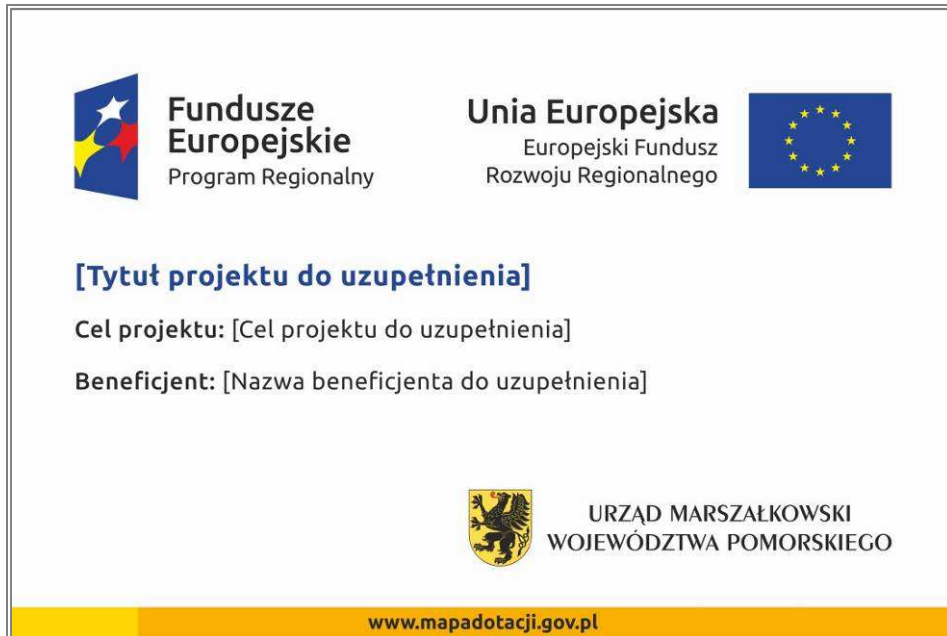 Fundusze
Europejskie
Program Regionalny
Unia Europejska
Europejski Fundusz
Rozwoju Regionalnego
[Tytuł projektu do uzupełnienia]
Cel projektu: [Cel projektu do uzupełnienia]
Beneficjent: [Nazwa beneficjenta do uzupełnienia]
URZĄD MARSZAŁKOWSKI
WOJEWÓDZTWA POMORSKIEGO
www.mapadotacji.gov.pl